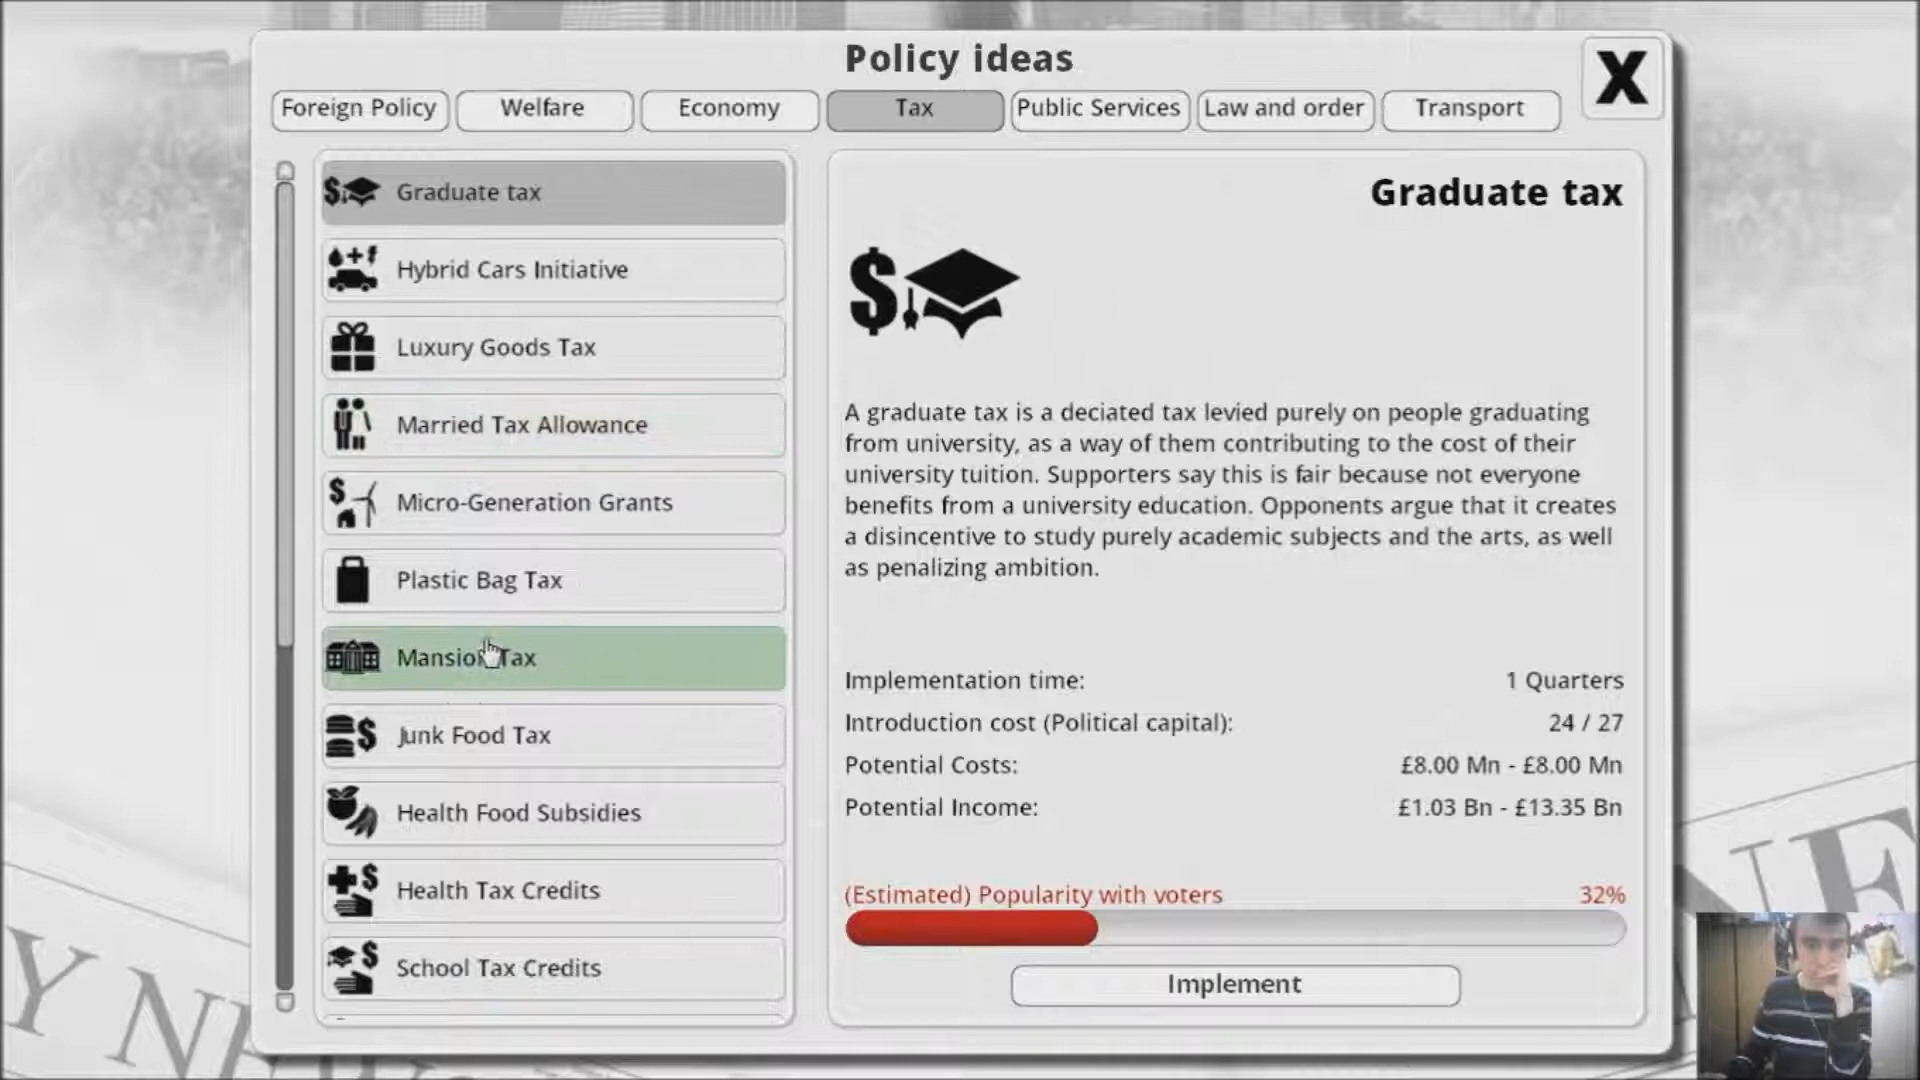 Policy ideas
X
Foreign Policy
Welfare
Economy
Tax
Public Services
Law and order
Transport
Graduate tax
Hybrid Cars Initiative
Luxury Goods Tax
Married Tax Allowance
Micro-Generation Grants
Plastic Bag Tax
Mansion Tax
Junk Food Tax
Health Food Subsidies
Health Tax Credits
School Tax Credits
Graduate tax
A graduate tax is a deciated tax levied purely on people graduating
from university, as a way of them contributing to the cost of their
university tuition. Supporters say this is fair because not everyone
benefits from a university education. Opponents argue that it creates
a disincentive to study purely academic subjects and the arts, as well
as penalizing ambition.
Implementation time: 1 Quarters
Introduction cost (Political capital): 24 / 27
Potential Costs: £8.00 Mn - £8.00 Mn
Potential Income: £1.03 Bn - £13.35 Bn
(Estimated) Popularity with voters 32%
Implement